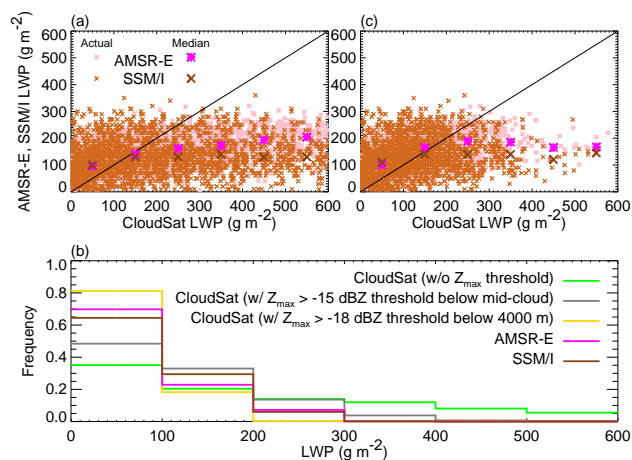 (a)
(c)
Actual Median
AMSR-E
SSM/I
AMSR-E, SSM/I LWP (g m-2)
600
500
400
300
200
100
0
0 100 200 300 400 500 600
CloudSat LWP (g m-2)
600
500
400
300
200
100
0
0 100 200 300 400 500 600
CloudSat LWP (g m-2)
(b)
CloudSat (w/o Zmax threshold)
CloudSat (w/ Zmax > -15 dBZ threshold below mid-cloud)
CloudSat (w/ Zmax > -18 dBZ threshold below 4000 m)
AMSR-E
SSM/I
Frequency
1.0
0.8
0.6
0.4
0.2
0.0
0 100 200 300 400 500 600
LWP (g m-2)